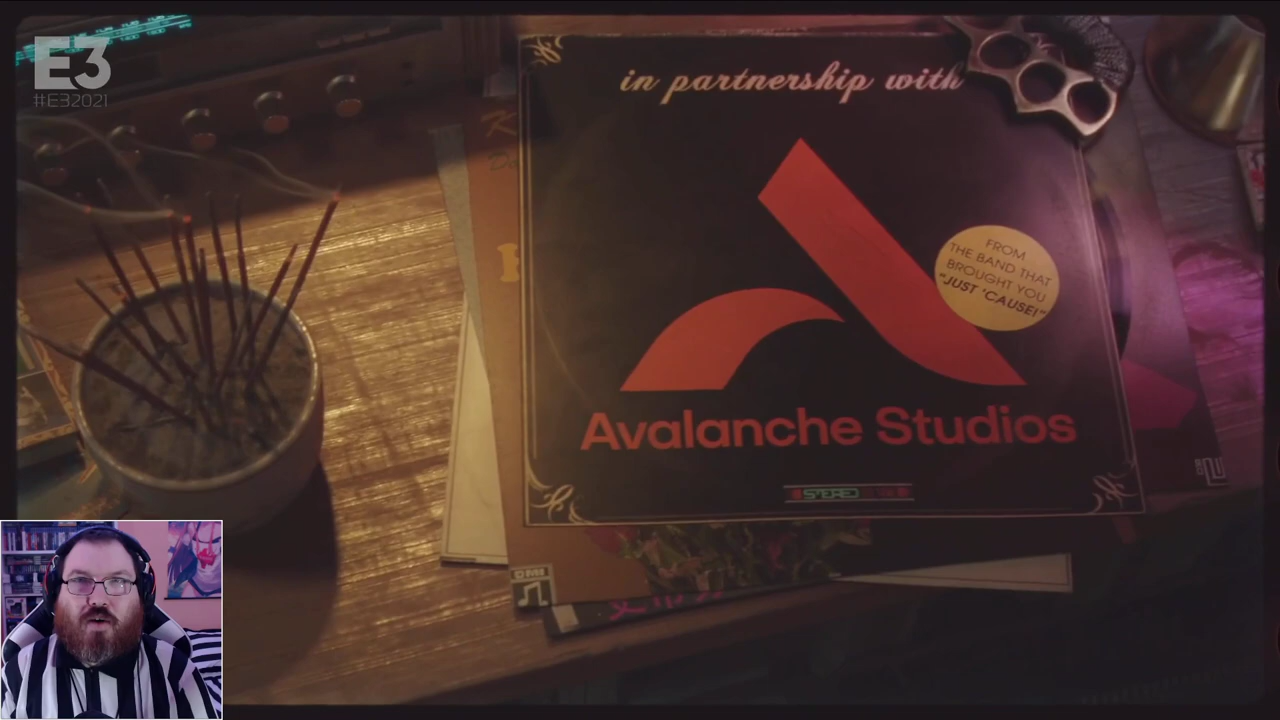 E3
#E32021
in partnership with
FROM
THE BAND THAT
BROUGHT YOU
"JUST 'CAUSE!"
Avalanche Studios
STEREO